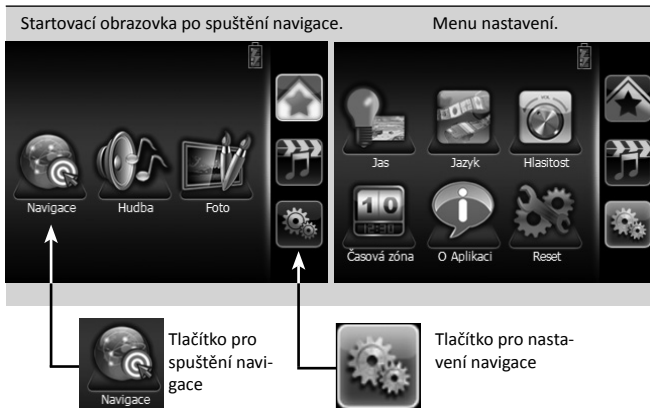 Startovací obrazovka po spuštění navigace.
Menu nastavení.
Navigace
Hudba
Foto
Jas
Jazyk
Hlasitost
10
12:30
Časová zóna
O Aplikaci
Reset
Navigace
Tlačítko pro
spuštění navi-
gace
Tlačítko pro nasta-
vení navigace